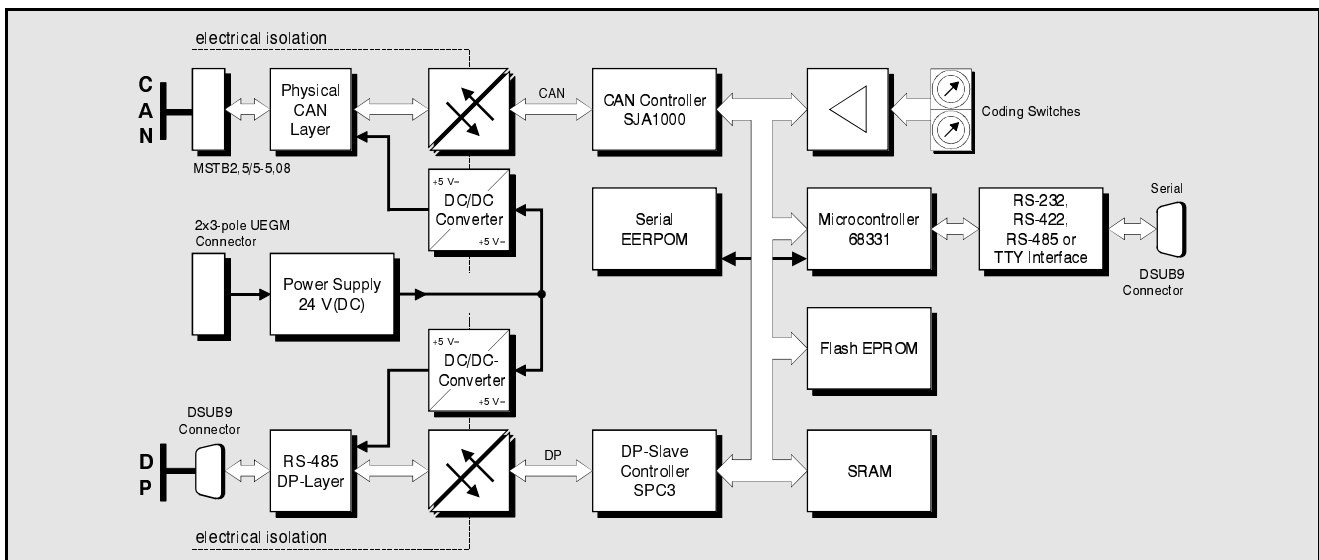 electrical isolation
C
A
N
MSTB2,5/5-5,08
Physical
CAN
Layer
CAN
CAN Controller
SJA1000
Coding Switches
+5 V=
DC/DC
Converter
+5 V=
Serial
EERPOM
Microcontroller
68331
RS-232,
RS-422,
RS-485 or
TTY Interface
Serial
DSUB9
Connector
2x3-pole UEGM
Connector
Power Supply
24 V(DC)
+5 V=
DC/DC-
Converter
+5 V=
Flash EPROM
DSUB9
Connector
D
P
RS-485
DP-Layer
DP
DP-Slave
Controller
SPC3
SRAM
electrical isolation